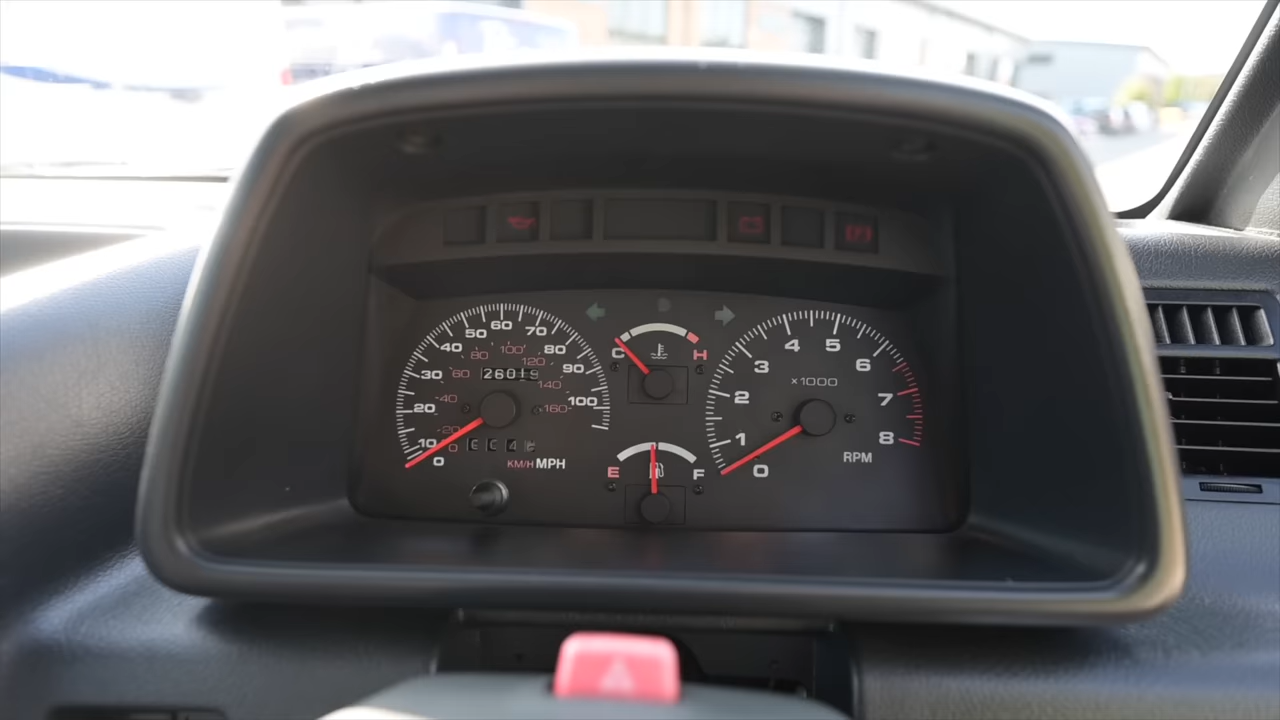 0 10 20 30 40 50 60 70 80 90 100
20 40 60 80 100 120 140 160
26019
KM/H MPH
C H
E F
0 1 2 3 4 5 6 7 8
×1000
RPM